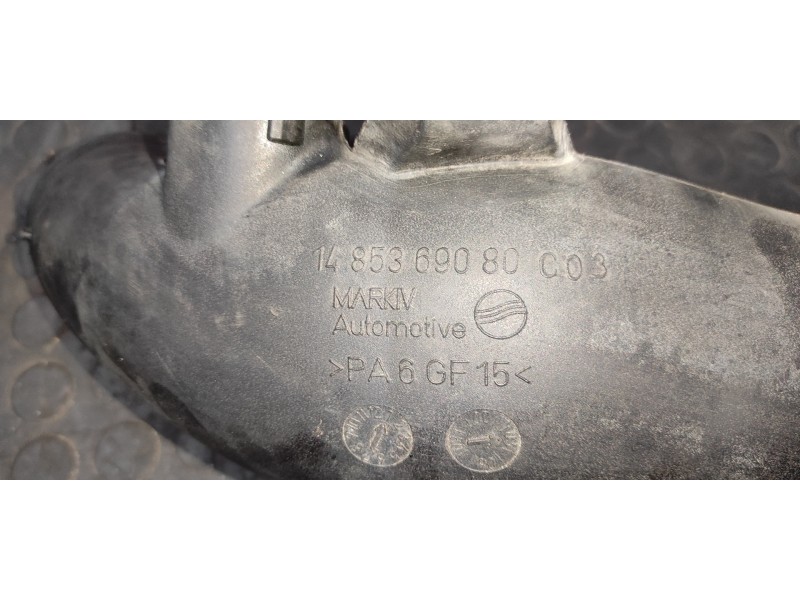 14 853 690 80 C03
MARKIV
Automotive
>PA 6 GF 15<